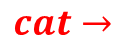 cat →